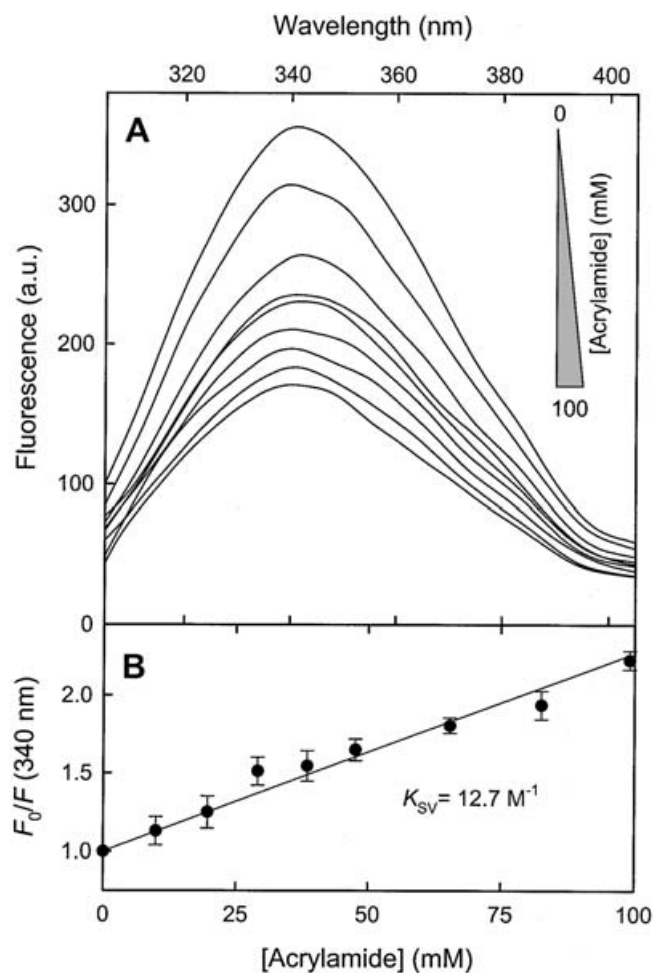 Wavelength (nm)
320 340 360 380 400
A
0
300
200
100
0
Fluorescence (a.u.)
[Acrylamide] (mM)
100
B
2.0
1.5
1.0
F₀/F (340 nm)
K_SV = 12.7 M⁻¹
0 25 50 75 100
[Acrylamide] (mM)